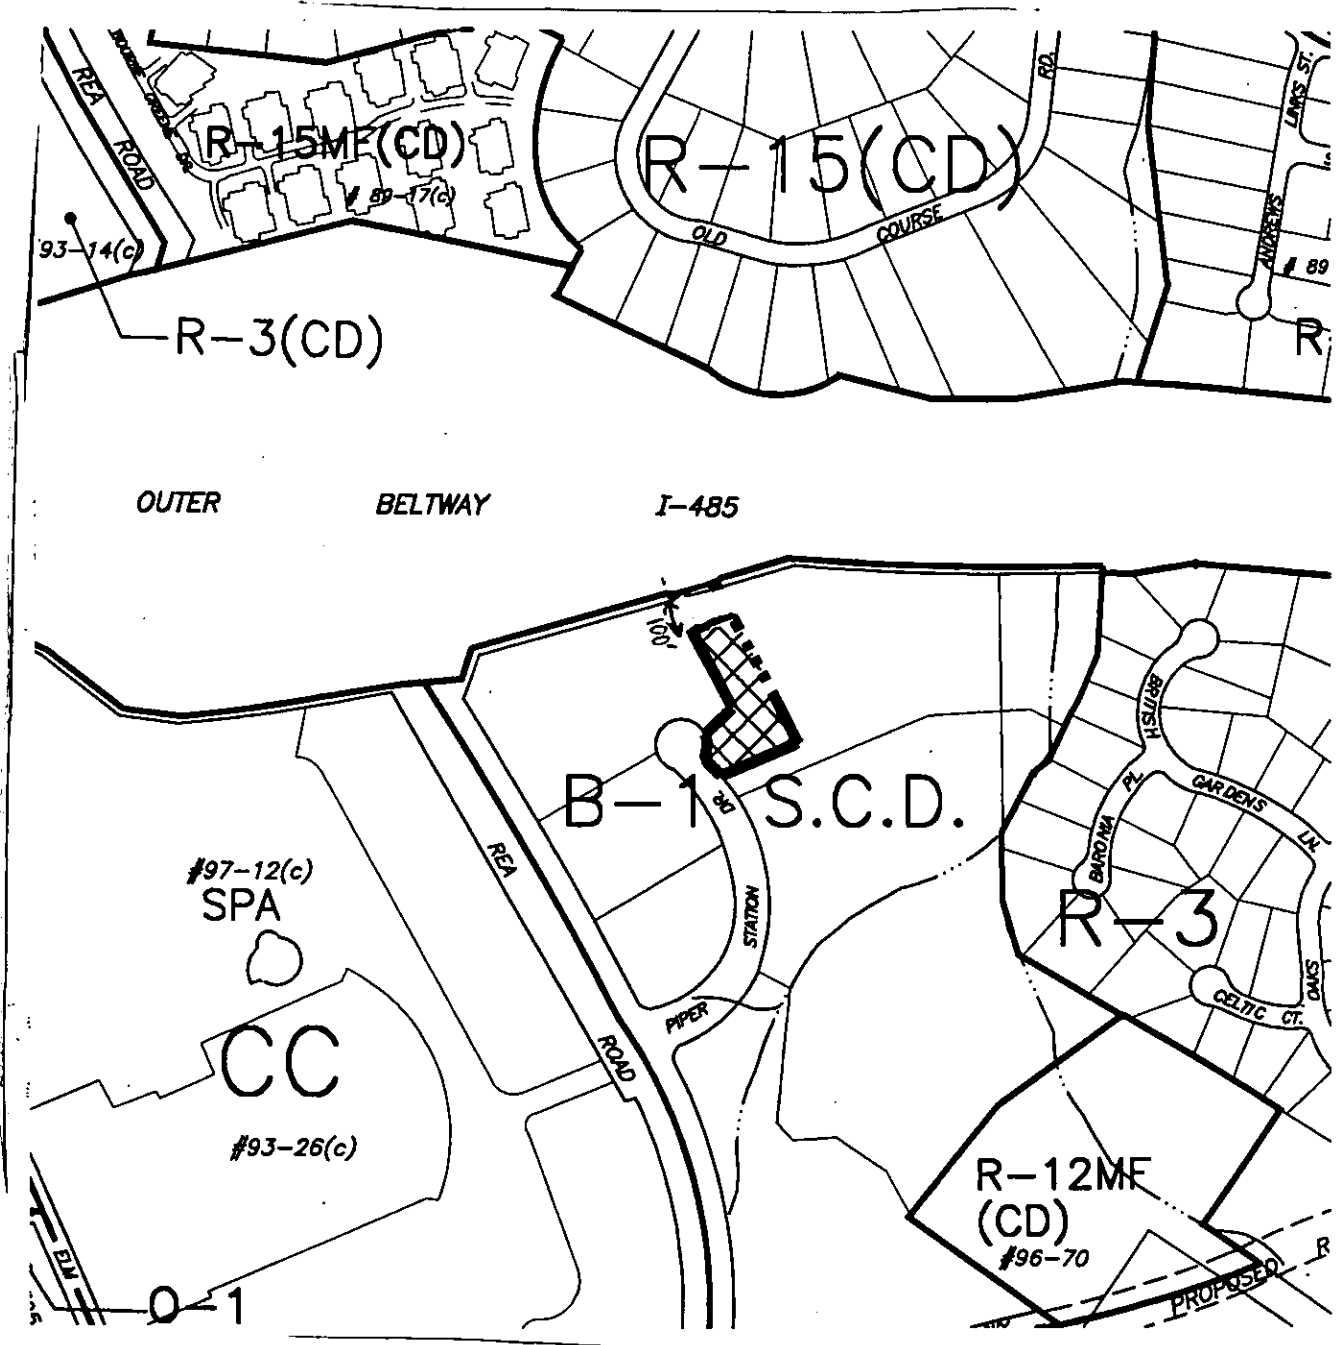 REA
ROAD
R-15MF(CD)
# 89-17(c)
R-15(CD)
RD.
LINKS ST.
OLD
COURSE
ANDREWS
# 89
93-14(c)
R-3(CD)
R
OUTER BELTWAY I-485
100'
BRITISH
PL.
GARDENS
LN.
BARONIA
DR.
B-1 S.C.D.
REA
#97-12(c)
SPA
STATION
R-3
OAKS
CELTIC CT.
PIPER
ROAD
CC
#93-26(c)
R-12MF
(CD)
#96-70
ELM
O-1
PROPOSED
R